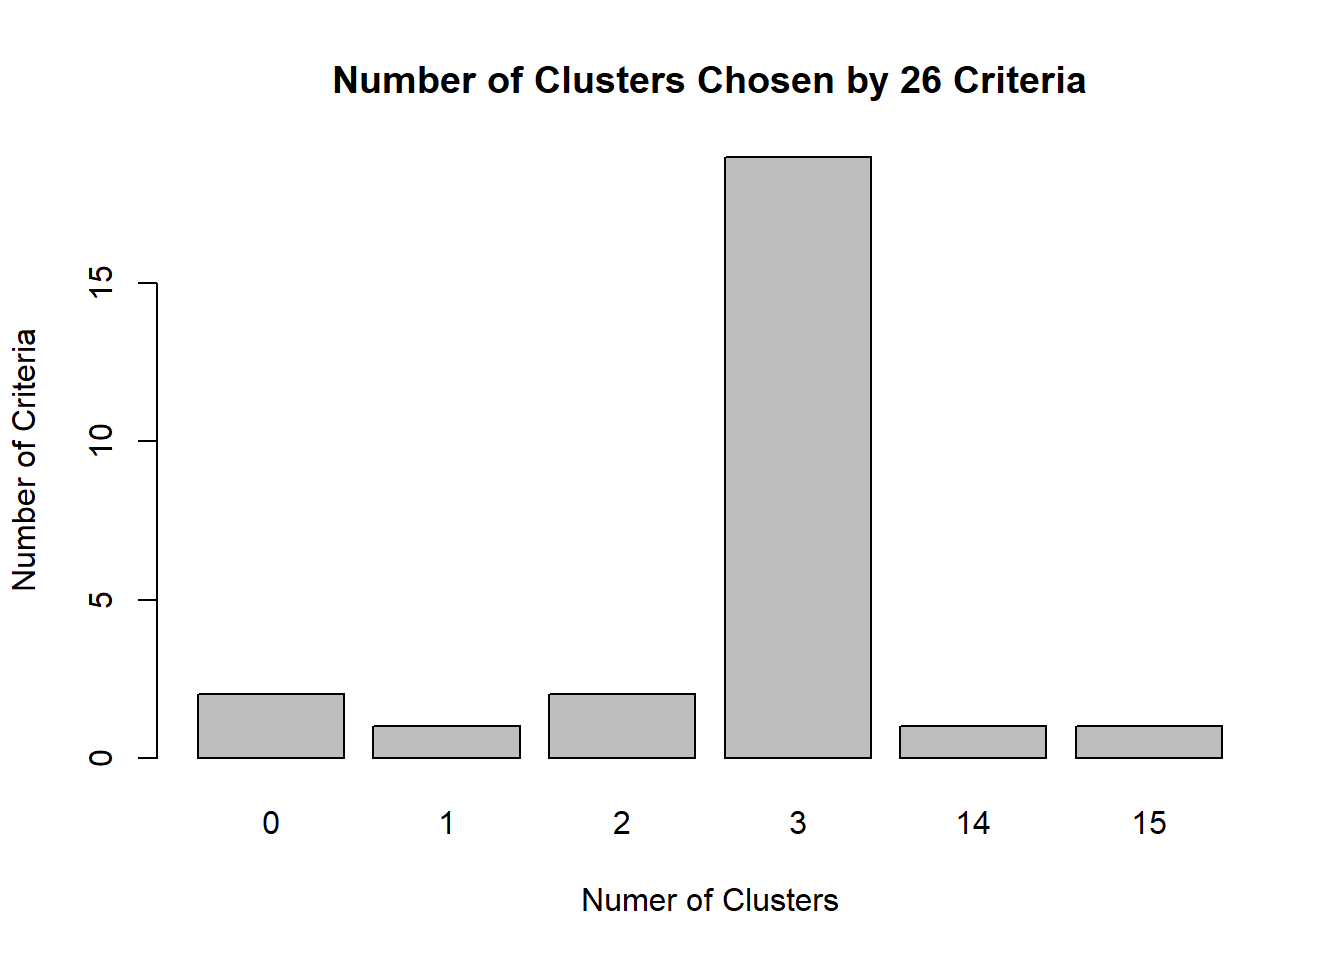 Number of Clusters Chosen by 26 Criteria
Number of Criteria
15
10
5
0
0 1 2 3 14 15
Numer of Clusters